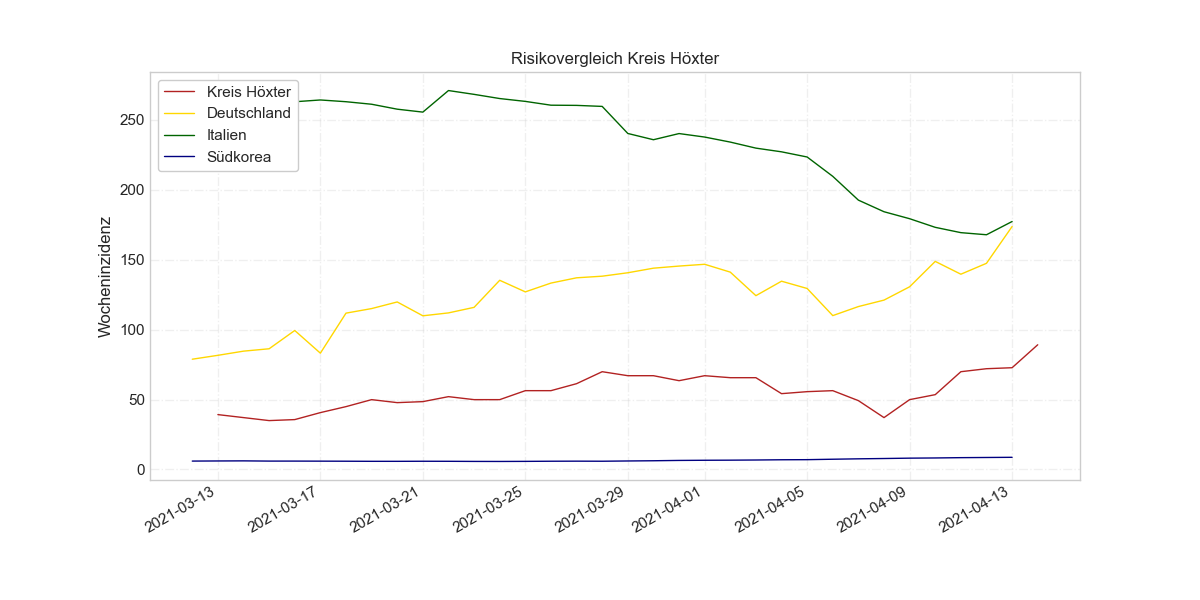 Risikovergleich Kreis Höxter
Kreis Höxter
Deutschland
Italien
Südkorea
Wocheninzidenz
250
200
150
100
50
0
2021-03-13
2021-03-17
2021-03-21
2021-03-25
2021-03-29
2021-04-01
2021-04-05
2021-04-09
2021-04-13